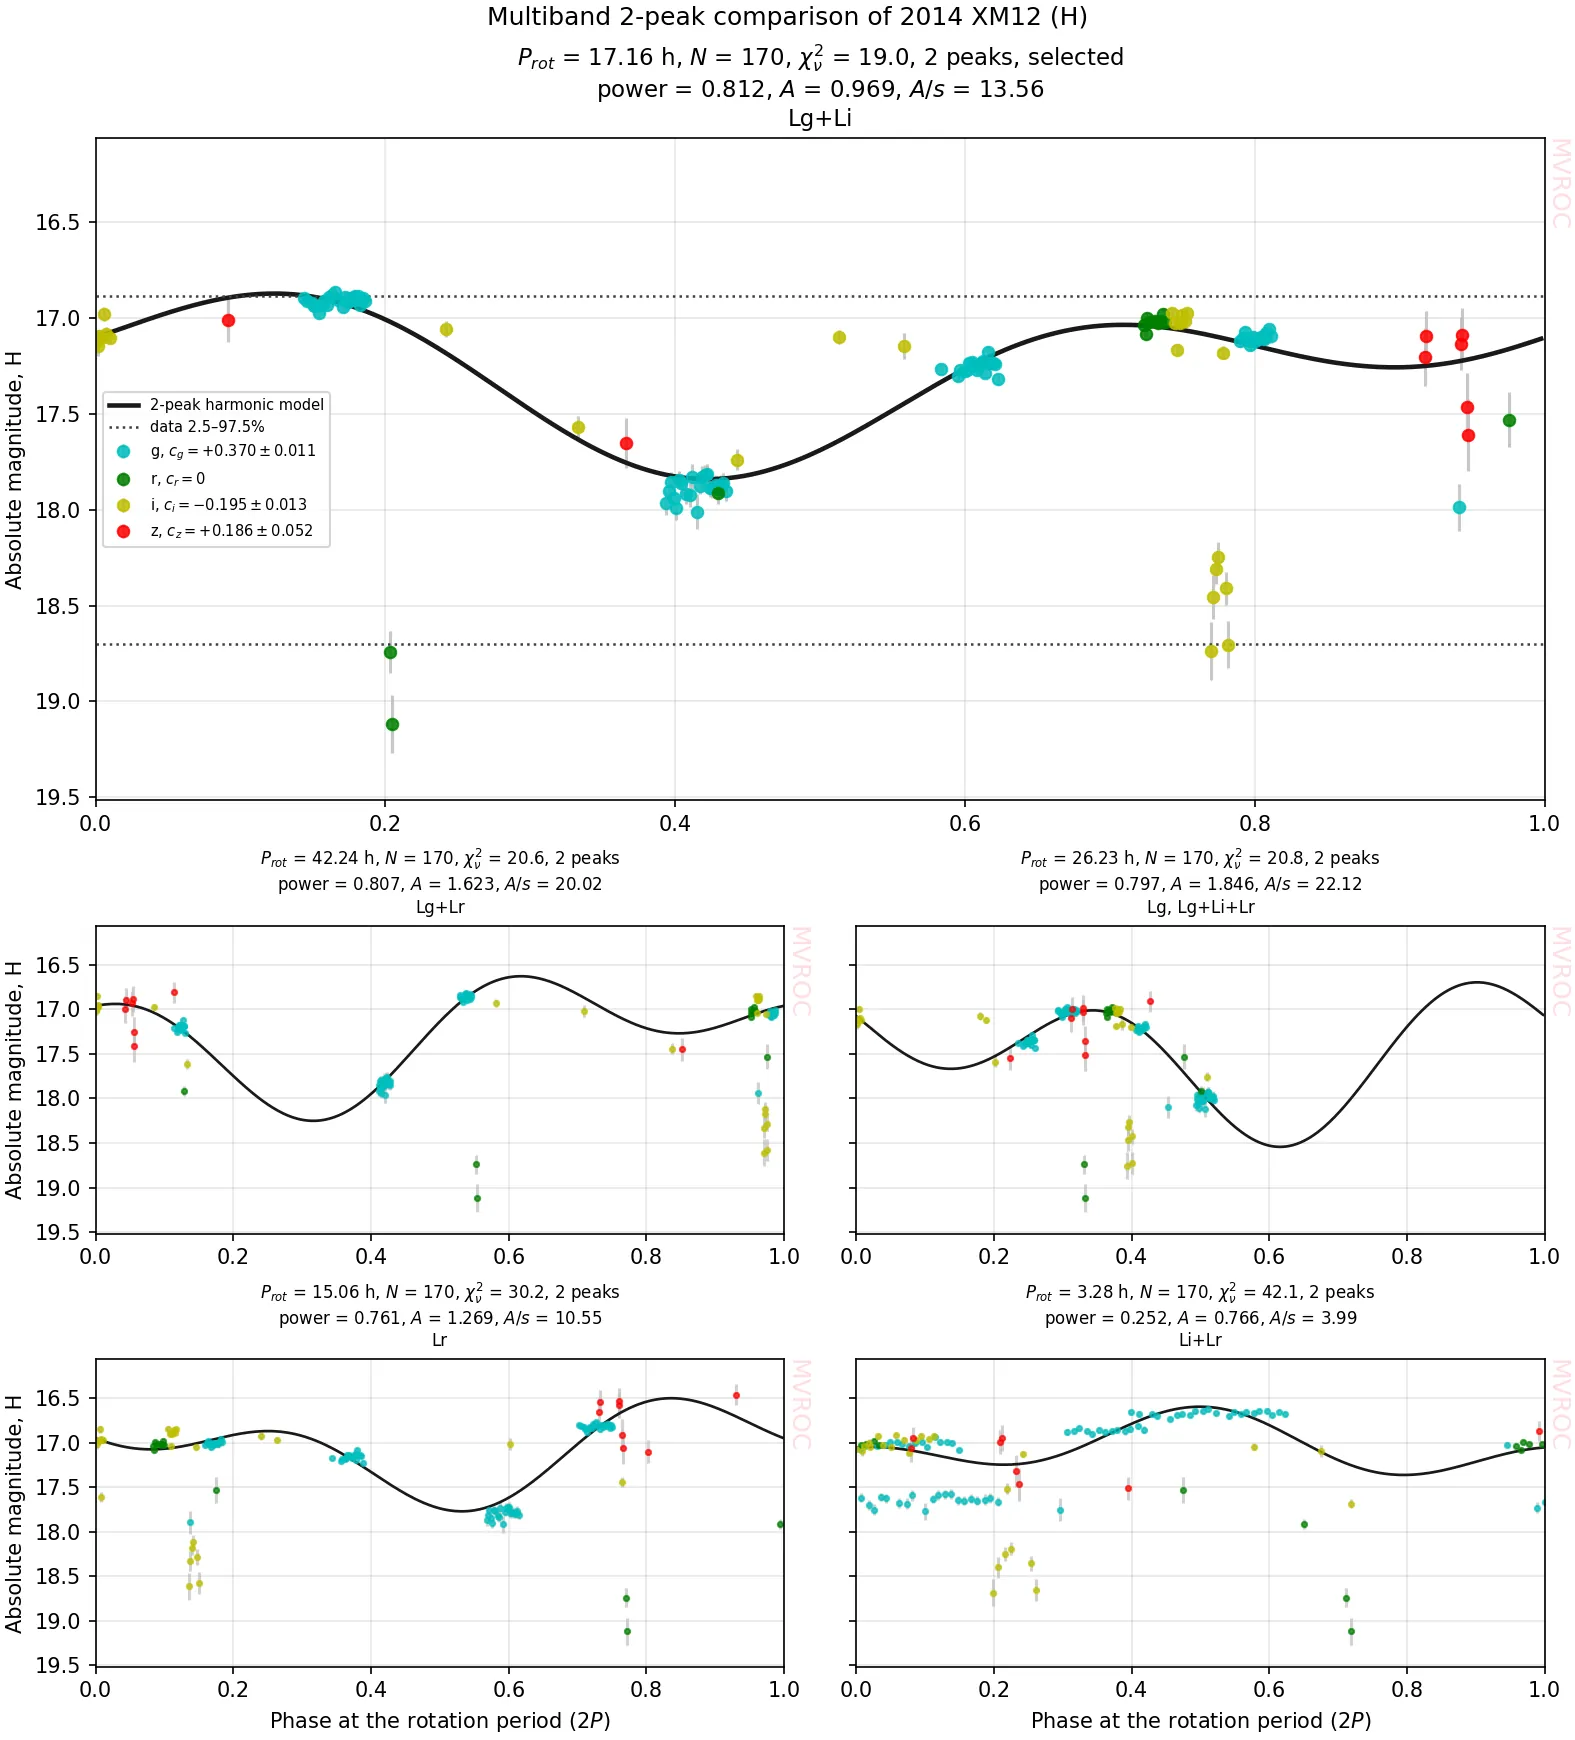 Multiband 2-peak comparison of 2014 XM12 (H)
P_rot = 17.16 h, N = 170, χ²_ν = 19.0, 2 peaks, selected
power = 0.812, A = 0.969, A/s = 13.56
Lg+Li
MVROC
Absolute magnitude, H
16.5
17.0
17.5
18.0
18.5
19.0
19.5
2-peak harmonic model
data 2.5–97.5%
g, c_g = +0.370 ± 0.011
r, c_r = 0
i, c_i = −0.195 ± 0.013
z, c_z = +0.186 ± 0.052
0.0 0.2 0.4 0.6 0.8 1.0
P_rot = 42.24 h, N = 170, χ²_ν = 20.6, 2 peaks
power = 0.807, A = 1.623, A/s = 20.02
Lg+Lr
MVROC
Absolute magnitude, H
16.5
17.0
17.5
18.0
18.5
19.0
19.5
0.0 0.2 0.4 0.6 0.8 1.0
P_rot = 26.23 h, N = 170, χ²_ν = 20.8, 2 peaks
power = 0.797, A = 1.846, A/s = 22.12
Lg, Lg+Li+Lr
MVROC
0.0 0.2 0.4 0.6 0.8 1.0
P_rot = 15.06 h, N = 170, χ²_ν = 30.2, 2 peaks
power = 0.761, A = 1.269, A/s = 10.55
Lr
MVROC
Absolute magnitude, H
16.5
17.0
17.5
18.0
18.5
19.0
19.5
0.0 0.2 0.4 0.6 0.8 1.0
Phase at the rotation period (2P)
P_rot = 3.28 h, N = 170, χ²_ν = 42.1, 2 peaks
power = 0.252, A = 0.766, A/s = 3.99
Li+Lr
MVROC
0.0 0.2 0.4 0.6 0.8 1.0
Phase at the rotation period (2P)